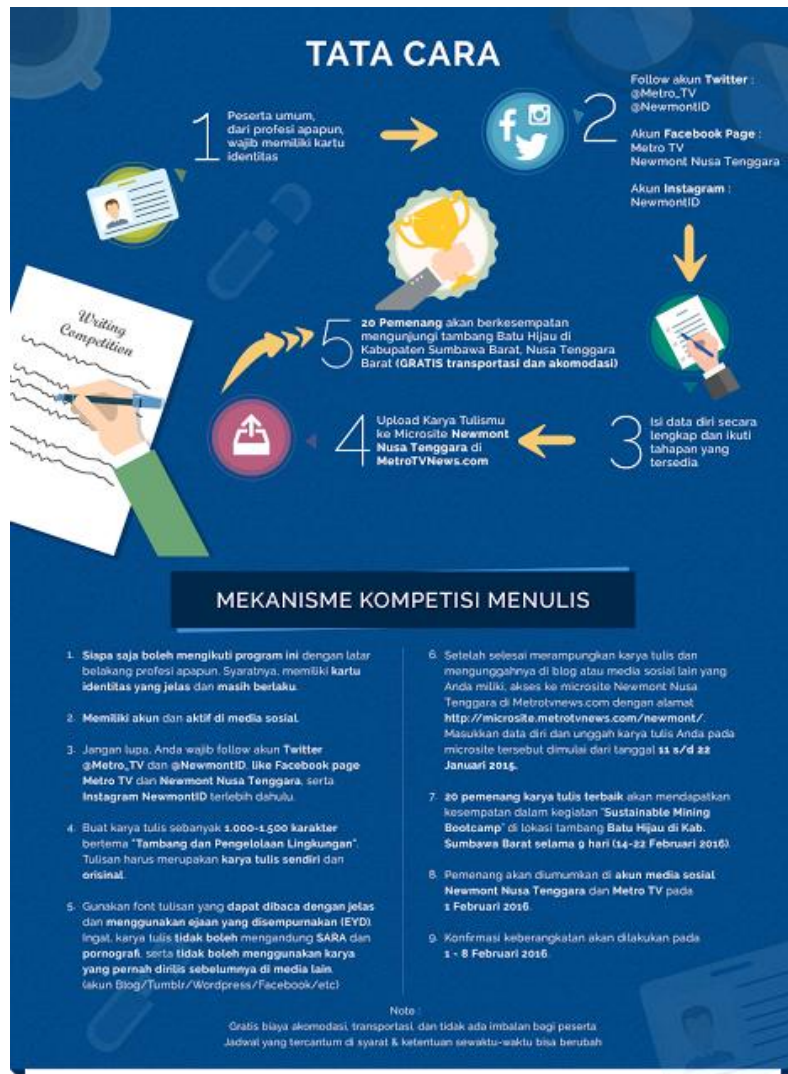 TATA CARA
1
Peserta umum,
dari profesi apapun,
wajib memiliki kartu
identitas
2
Follow akun Twitter :
@Metro_TV
@NewmontID
Akun Facebook Page :
Metro TV
Newmont Nusa Tenggara
Akun Instagram :
NewmontID
3
Isi data diri secara
lengkap dan ikuti
tahapan yang
tersedia
4
Upload Karya Tulismu
ke Microsite Newmont
Nusa Tenggara di
MetroTVNews.com
5
20 Pemenang akan berkesempatan
mengunjungi tambang Batu Hijau di
Kabupaten Sumbawa Barat, Nusa Tenggara
Barat (GRATIS transportasi dan akomodasi)
Writing
Competition
MEKANISME KOMPETISI MENULIS
1. Siapa saja boleh mengikuti program ini dengan latar
belakang profesi apapun. Syaratnya, memiliki kartu
identitas yang jelas dan masih berlaku.
2. Memiliki akun dan aktif di media sosial.
3. Jangan lupa, Anda wajib follow akun Twitter
@Metro_TV dan @NewmontID, like Facebook page
Metro TV dan Newmont Nusa Tenggara, serta
Instagram NewmontID terlebih dahulu.
4. Buat karya tulis sebanyak 1.000-1.500 karakter
bertema "Tambang dan Pengelolaan Lingkungan".
Tulisan harus merupakan karya tulis sendiri dan
orisinal.
5. Gunakan font tulisan yang dapat dibaca dengan jelas
dan menggunakan ejaan yang disempurnakan (EYD).
Ingat, karya tulis tidak boleh mengandung SARA dan
pornografi, serta tidak boleh menggunakan karya
yang pernah dirilis sebelumnya di media lain.
(akun Blog/Tumblr/Wordpress/Facebook/etc)
6. Setelah selesai merampungkan karya tulis dan
mengunggahnya di blog atau media sosial lain yang
Anda miliki, akses ke microsite Newmont Nusa
Tenggara di Metrotvnews.com dengan alamat
http://microsite.metrotvnews.com/newmont/.
Masukkan data diri dan unggah karya tulis Anda pada
microsite tersebut dimulai dari tanggal 11 s/d 22
Januari 2015.
7. 20 pemenang karya tulis terbaik akan mendapatkan
kesempatan dalam kegiatan "Sustainable Mining
Bootcamp" di lokasi tambang Batu Hijau di Kab.
Sumbawa Barat selama 9 hari (14-22 Februari 2016).
8. Pemenang akan diumumkan di akun media sosial
Newmont Nusa Tenggara dan Metro TV pada
1 Februari 2016.
9. Konfirmasi keberangkatan akan dilakukan pada
1 - 8 Februari 2016.
Note :
Gratis biaya akomodasi, transportasi, dan tidak ada imbalan bagi peserta
Jadwal yang tercantum di syarat & ketentuan sewaktu-waktu bisa berubah